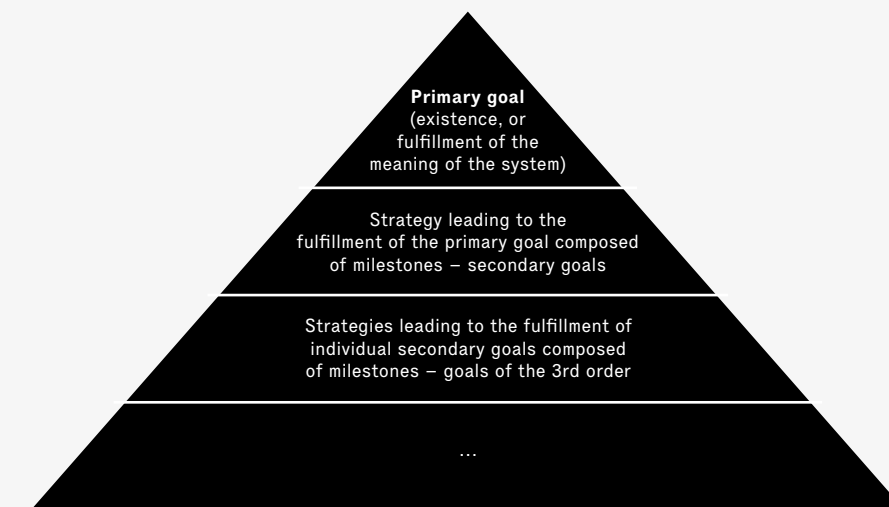 Primary goal
(existence, or
fulfillment of the
meaning of the system)
Strategy leading to the
fulfillment of the primary goal composed
of milestones – secondary goals
Strategies leading to the fulfillment of
individual secondary goals composed
of milestones – goals of the 3rd order
...